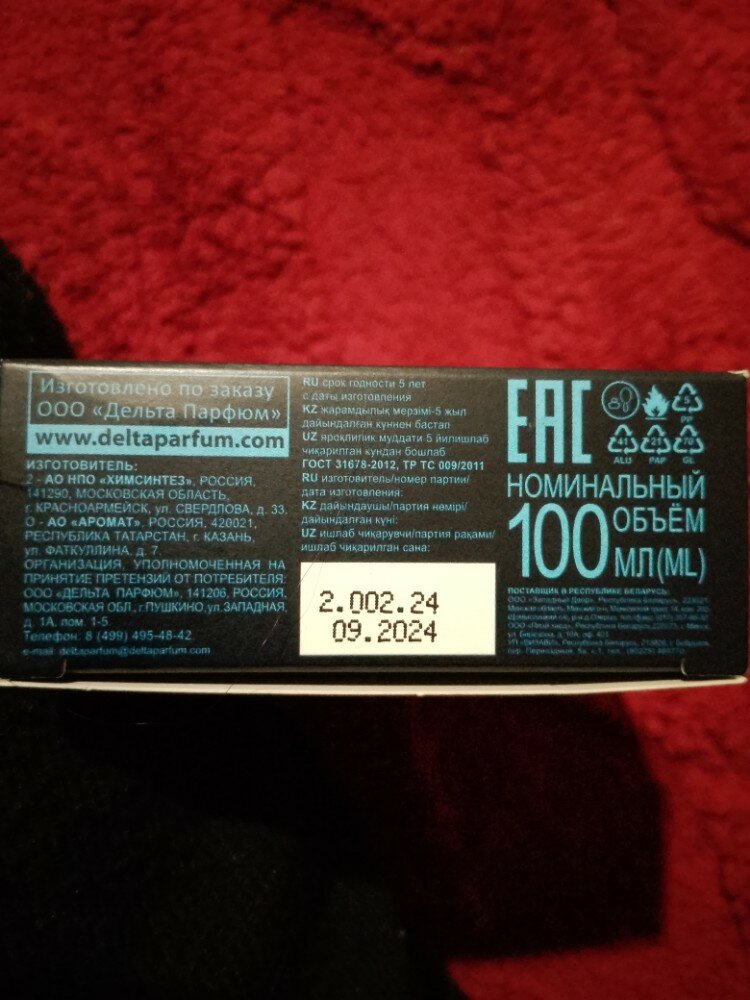 Изготовлено по заказу
ООО «Дельта Парфюм»
www.deltaparfum.com
ИЗГОТОВИТЕЛЬ:
2 - АО НПО «ХИМСИНТЕЗ», РОССИЯ,
141290, МОСКОВСКАЯ ОБЛАСТЬ,
г. КРАСНОАРМЕЙСК, ул. СВЕРДЛОВА, д. 33.
О - АО «АРОМАТ», РОССИЯ, 420021,
РЕСПУБЛИКА ТАТАРСТАН, г. КАЗАНЬ,
ул. ФАТКУЛЛИНА, д. 7.
ОРГАНИЗАЦИЯ, УПОЛНОМОЧЕННАЯ НА
ПРИНЯТИЕ ПРЕТЕНЗИЙ ОТ ПОТРЕБИТЕЛЯ:
ООО «ДЕЛЬТА ПАРФЮМ», 141206, РОССИЯ,
МОСКОВСКАЯ ОБЛ., г.ПУШКИНО, ул.ЗАПАДНАЯ,
д. 1А, пом. 1-5
Телефон: 8 (499) 495-48-42,
e-mail: deltaparfum@deltaparfum.com
RU срок годности 5 лет
с даты изготовления
KZ жарамдылық мерзімі-5 жыл
дайындалған күннен бастап
UZ яроклилик муддати 5 йилишлаб
чиқарилган кундан бошлаб
ГОСТ 31678-2012, ТР ТС 009/2011
RU изготовитель/номер партии/
дата изготовления:
KZ дайындаушы/партия нөмірі/
дайындалған күні:
UZ ишлаб чиқарувчи/партия рақами/
ишлаб чиқарилган сана:
2.002.24
09.2024
EAC
5
PP
41
ALU
21
PAP
70
GL
НОМИНАЛЬНЫЙ
ОБЪЁМ
100 МЛ(ML)
ПОСТАВЩИК В РЕСПУБЛИКЕ БЕЛАРУСЬ:
ООО «Западный Двор», Республика Беларусь,